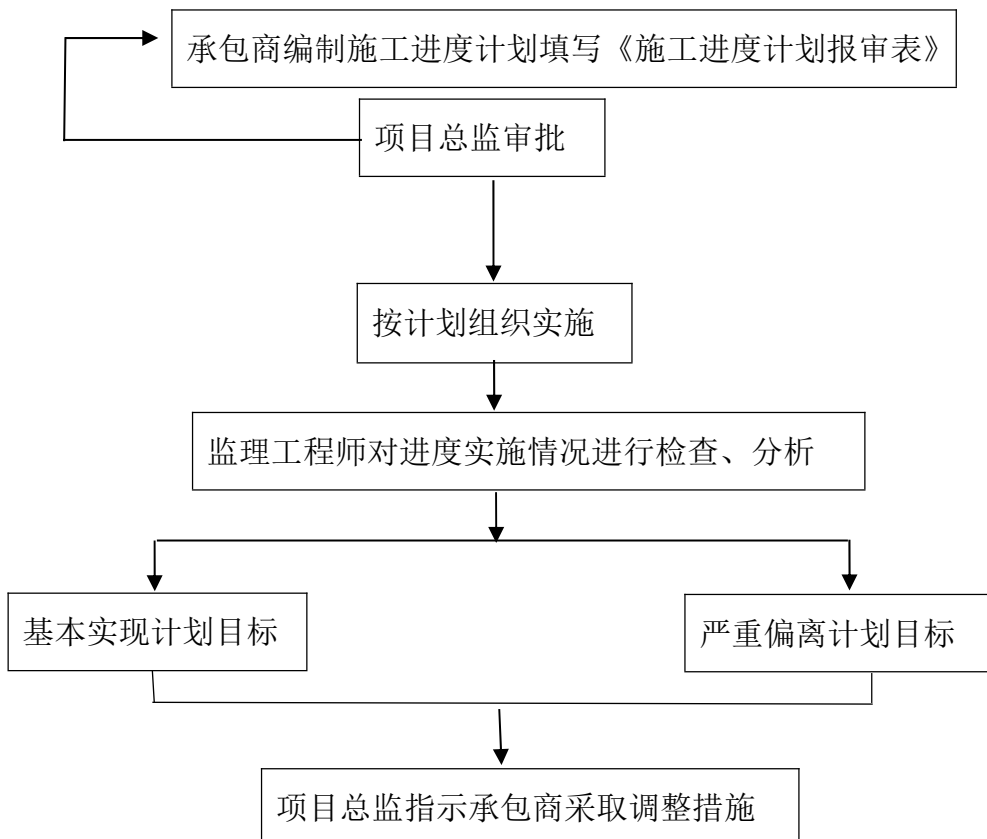 承包商编制施工进度计划填写《施工进度计划报审表》
项目总监审批
按计划组织实施
监理工程师对进度实施情况进行检查、分析
基本实现计划目标
严重偏离计划目标
项目总监指示承包商采取调整措施